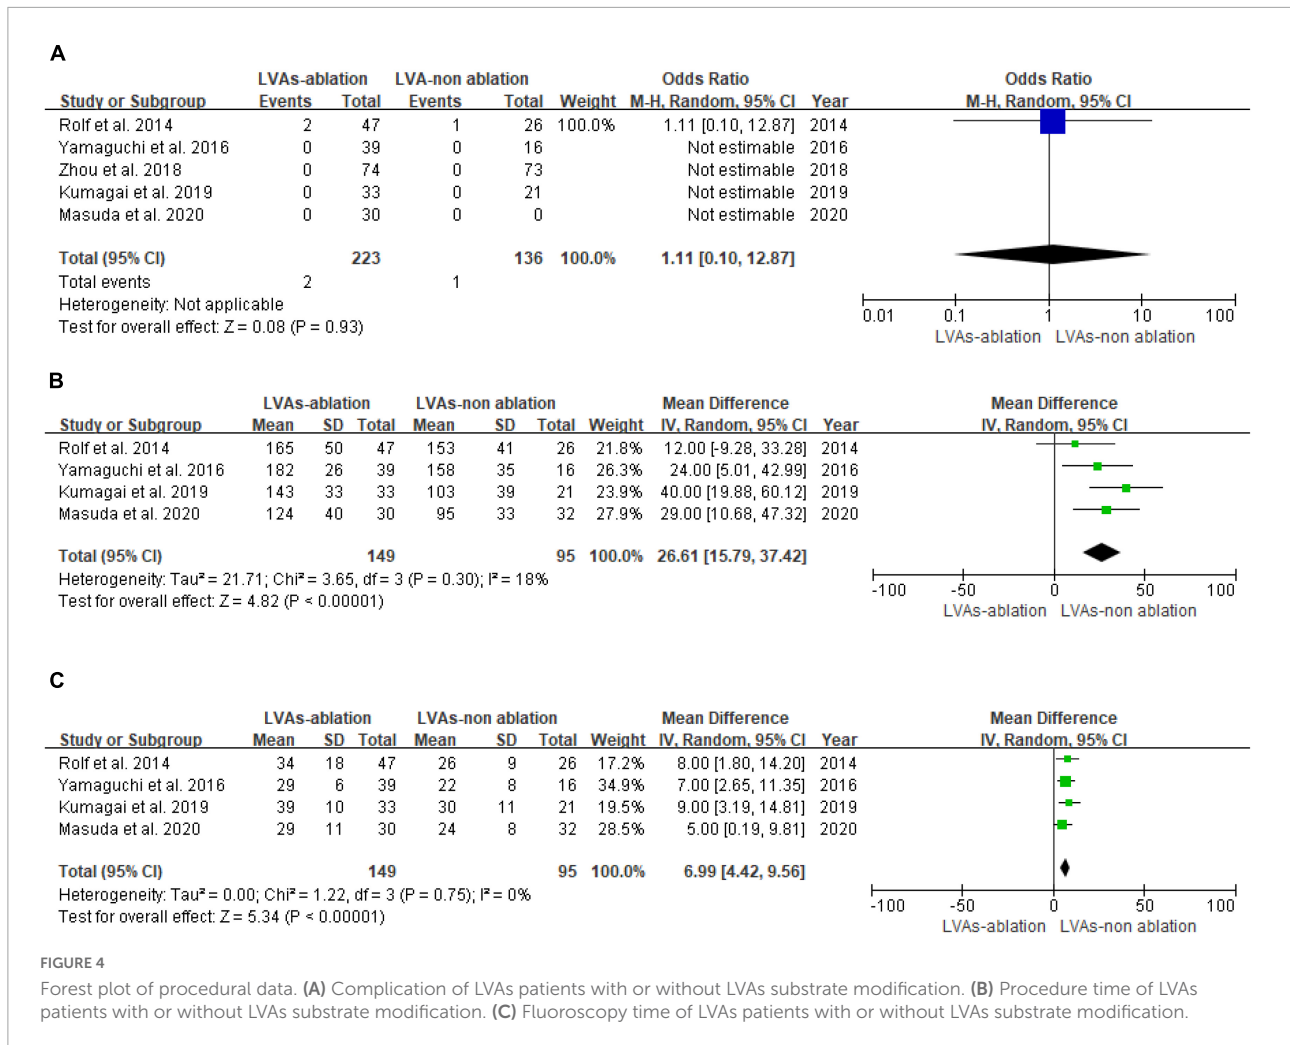 A
LVAs-ablation LVA-non ablation Odds Ratio Odds Ratio
Study or Subgroup Events Total Events Total Weight M-H, Random, 95% CI Year M-H, Random, 95% CI
Rolf et al. 2014 2 47 1 26 100.0% 1.11 [0.10, 12.87] 2014
Yamaguchi et al. 2016 0 39 0 16 Not estimable 2016
Zhou et al. 2018 0 74 0 73 Not estimable 2018
Kumagai et al. 2019 0 33 0 21 Not estimable 2019
Masuda et al. 2020 0 30 0 0 Not estimable 2020
Total (95% CI) 223 136 100.0% 1.11 [0.10, 12.87]
Total events 2 1
Heterogeneity: Not applicable
Test for overall effect: Z = 0.08 (P = 0.93)
0.01 0.1 1 10 100
LVAs-ablation LVAs-non ablation
B
LVAs-ablation LVAs-non ablation Mean Difference Mean Difference
Study or Subgroup Mean SD Total Mean SD Total Weight IV, Random, 95% CI Year IV, Random, 95% CI
Rolf et al. 2014 165 50 47 153 41 26 21.8% 12.00 [-9.28, 33.28] 2014
Yamaguchi et al. 2016 182 26 39 158 35 16 26.3% 24.00 [5.01, 42.99] 2016
Kumagai et al. 2019 143 33 33 103 39 21 23.9% 40.00 [19.88, 60.12] 2019
Masuda et al. 2020 124 40 30 95 33 32 27.9% 29.00 [10.68, 47.32] 2020
Total (95% CI) 149 95 100.0% 26.61 [15.79, 37.42]
Heterogeneity: Tau² = 21.71; Chi² = 3.65, df = 3 (P = 0.30); I² = 18%
Test for overall effect: Z = 4.82 (P < 0.00001)
-100 -50 0 50 100
LVAs-ablation LVAs-non ablation
C
LVAs-ablation LVAs-non ablation Mean Difference Mean Difference
Study or Subgroup Mean SD Total Mean SD Total Weight IV, Random, 95% CI Year IV, Random, 95% CI
Rolf et al. 2014 34 18 47 26 9 26 17.2% 8.00 [1.80, 14.20] 2014
Yamaguchi et al. 2016 29 6 39 22 8 16 34.9% 7.00 [2.65, 11.35] 2016
Kumagai et al. 2019 39 10 33 30 11 21 19.5% 9.00 [3.19, 14.81] 2019
Masuda et al. 2020 29 11 30 24 8 32 28.5% 5.00 [0.19, 9.81] 2020
Total (95% CI) 149 95 100.0% 6.99 [4.42, 9.56]
Heterogeneity: Tau² = 0.00; Chi² = 1.22, df = 3 (P = 0.75); I² = 0%
Test for overall effect: Z = 5.34 (P < 0.00001)
-100 -50 0 50 100
LVAs-ablation LVAs-non ablation
FIGURE 4
Forest plot of procedural data. (A) Complication of LVAs patients with or without LVAs substrate modification. (B) Procedure time of LVAs
patients with or without LVAs substrate modification. (C) Fluoroscopy time of LVAs patients with or without LVAs substrate modification.